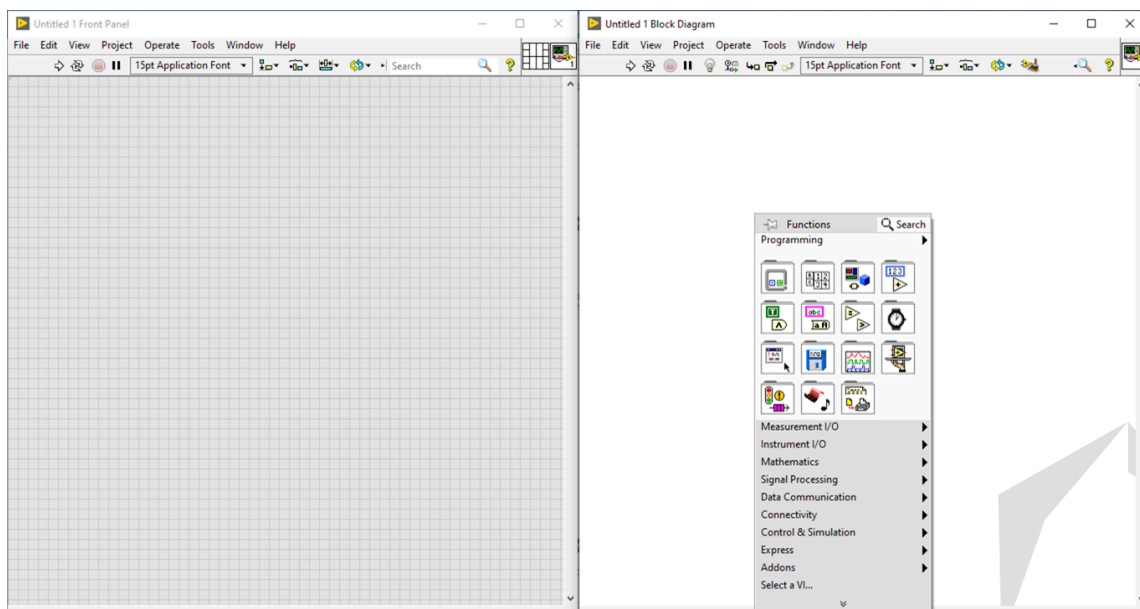 Untitled 1 Front Panel
File Edit View Project Operate Tools Window Help
15pt Application Font
Search
Untitled 1 Block Diagram
File Edit View Project Operate Tools Window Help
15pt Application Font
Functions
Search
Programming
Measurement I/O
Instrument I/O
Mathematics
Signal Processing
Data Communication
Connectivity
Control & Simulation
Express
Addons
Select a VI...